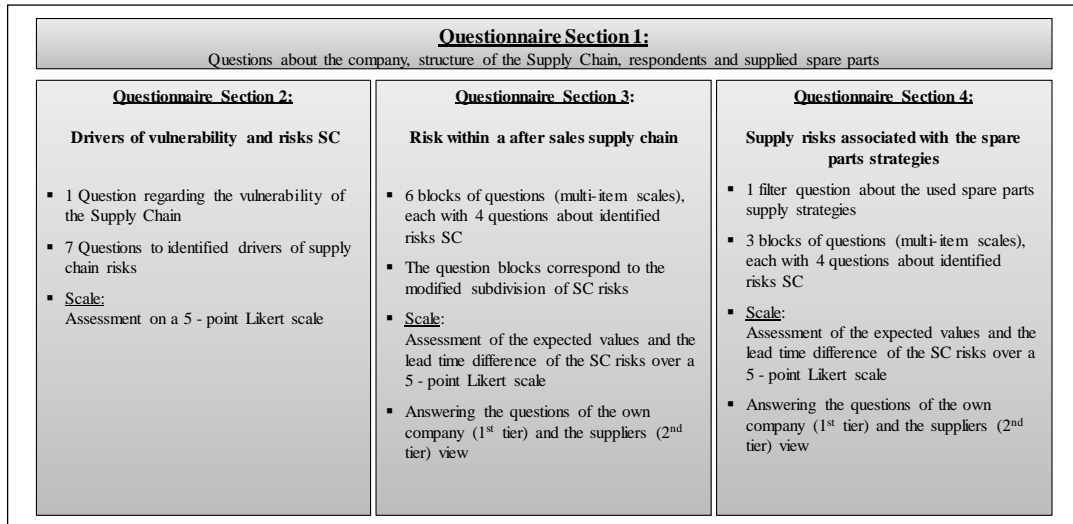 Questionnaire Section 1:
Questions about the company, structure of the Supply Chain, respondents and supplied spare parts
Questionnaire Section 2:
Drivers of vulnerability and risks SC
▪ 1 Question regarding the vulnerability of
the Supply Chain
▪ 7 Questions to identified drivers of supply
chain risks
▪ Scale:
Assessment on a 5 - point Likert scale
Questionnaire Section 3:
Risk within a after sales supply chain
▪ 6 blocks of questions (multi-item scales),
each with 4 questions about identified
risks SC
▪ The question blocks correspond to the
modified subdivision of SC risks
▪ Scale:
Assessment of the expected values and the
lead time difference of the SC risks over a
5 - point Likert scale
▪ Answering the questions of the own
company (1st tier) and the suppliers (2nd
tier) view
Questionnaire Section 4:
Supply risks associated with the spare
parts strategies
▪ 1 filter question about the used spare parts
supply strategies
▪ 3 blocks of questions (multi-item scales),
each with 4 questions about identified
risks SC
▪ Scale:
Assessment of the expected values and the
lead time difference of the SC risks over a
5 - point Likert scale
▪ Answering the questions of the own
company (1st tier) and the suppliers (2nd
tier) view